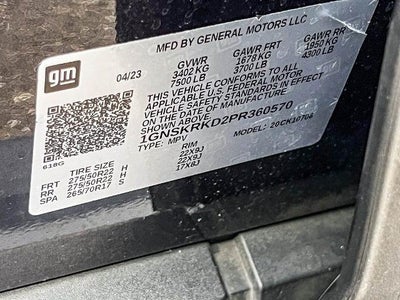 MFD BY GENERAL MOTORS LLC
gm
04/23
GVWR GAWR FRT GAWR RR
3402 KG 1678 KG 1950 KG
7500 LB 3700 LB 4300 LB
THIS VEHICLE CONFORMS TO ALL
APPLICABLE U.S. FEDERAL MOTOR
VEHICLE SAFETY STANDARDS IN EFFECT ON
THE DATE OF MANUFACTURE
SHOWN ABOVE.
1GNSKRKD2PR360570
TYPE: MPV MODEL: 20CK10706
618G
TIRE SIZE RIM
FRT 275/50R22 H 22X9J
RR 275/50R22 H 22X9J
SPA 265/70R17 S 17X8J